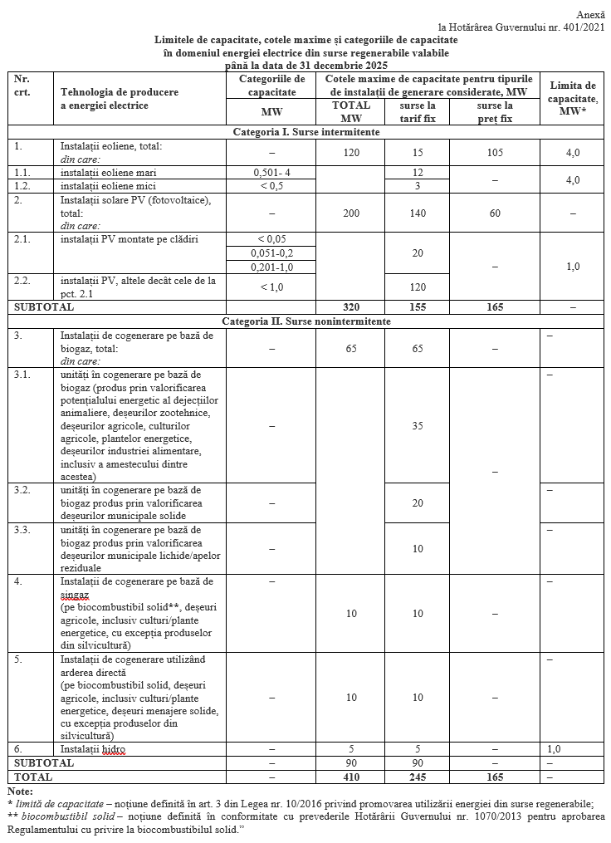 Anexă
la Hotărârea Guvernului nr. 401/2021
Limitele de capacitate, cotele maxime și categoriile de capacitate
în domeniul energiei electrice din surse regenerabile valabile
până la data de 31 decembrie 2025
Nr. crt. Tehnologia de producere a energiei electrice Categoriile de capacitate Cotele maxime de capacitate pentru tipurile de instalații de generare considerate, MW Limita de capacitate, MW*
MW TOTAL MW surse la tarif fix surse la preț fix
Categoria I. Surse intermitente
1. Instalații eoliene, total: – 120 15 105 4,0
din care:
1.1. instalații eoliene mari 0,501- 4 12 – 4,0
1.2. instalații eoliene mici < 0,5 3
2. Instalații solare PV (fotovoltaice), – 200 140 60 –
total:
din care:
2.1. instalații PV montate pe clădiri < 0,05 20 – 1,0
0,051-0,2
0,201-1,0
2.2. instalații PV, altele decât cele de la < 1,0 120
pct. 2.1
SUBTOTAL 320 155 165 –
Categoria II. Surse nonintermitente
3. Instalații de cogenerare pe bază de – 65 65 – –
biogaz, total:
din care:
3.1. unități în cogenerare pe bază de – 35 – –
biogaz (produs prin valorificarea
potențialului energetic al dejecțiilor
animaliere, deșeurilor zootehnice,
deșeurilor agricole, culturilor
agricole, plantelor energetice,
deșeurilor industriei alimentare,
inclusiv a amestecului dintre
acestea)
3.2. unități în cogenerare pe bază de – 20 –
biogaz produs prin valorificarea
deșeurilor municipale solide
3.3. unități în cogenerare pe bază de – 10 –
biogaz produs prin valorificarea
deșeurilor municipale lichide/apelor
reziduale
4. Instalații de cogenerare pe bază de – 10 10 – –
singaz
(pe biocombustibil solid**, deșeuri
agricole, inclusiv culturi/plante
energetice, cu excepția produselor
din silvicultură)
5. Instalații de cogenerare utilizând – 10 10 – –
arderea directă
(pe biocombustibil solid, deșeuri
agricole, inclusiv culturi/plante
energetice, deșeuri menajere solide,
cu excepția produselor din
silvicultură)
6. Instalații hidro – 5 5 – 1,0
SUBTOTAL – 90 90 – –
TOTAL – 410 245 165 –
Note:
* limită de capacitate – noțiune definită în art. 3 din Legea nr. 10/2016 privind promovarea utilizării energiei din surse regenerabile;
** biocombustibil solid – noțiune definită în conformitate cu prevederile Hotărârii Guvernului nr. 1070/2013 pentru aprobarea
Regulamentului cu privire la biocombustibilul solid.”